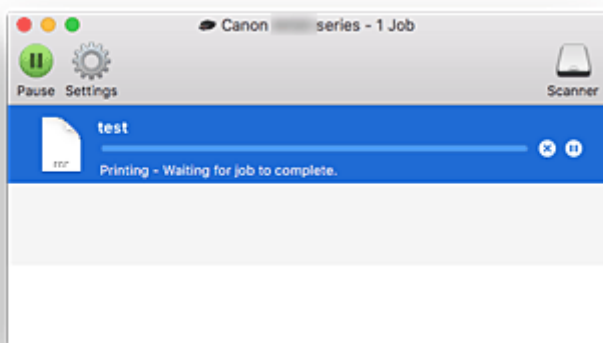 Canon series - 1 Job
Pause Settings Scanner
test
Printing - Waiting for job to complete.